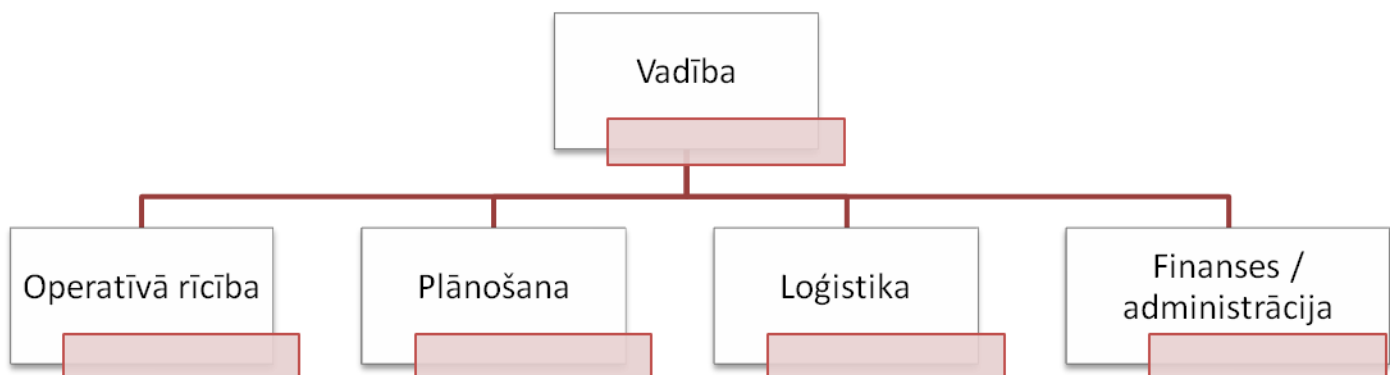 Vadība
Operatīvā rīcība
Plānošana
Loģistika
Finanses /
administrācija